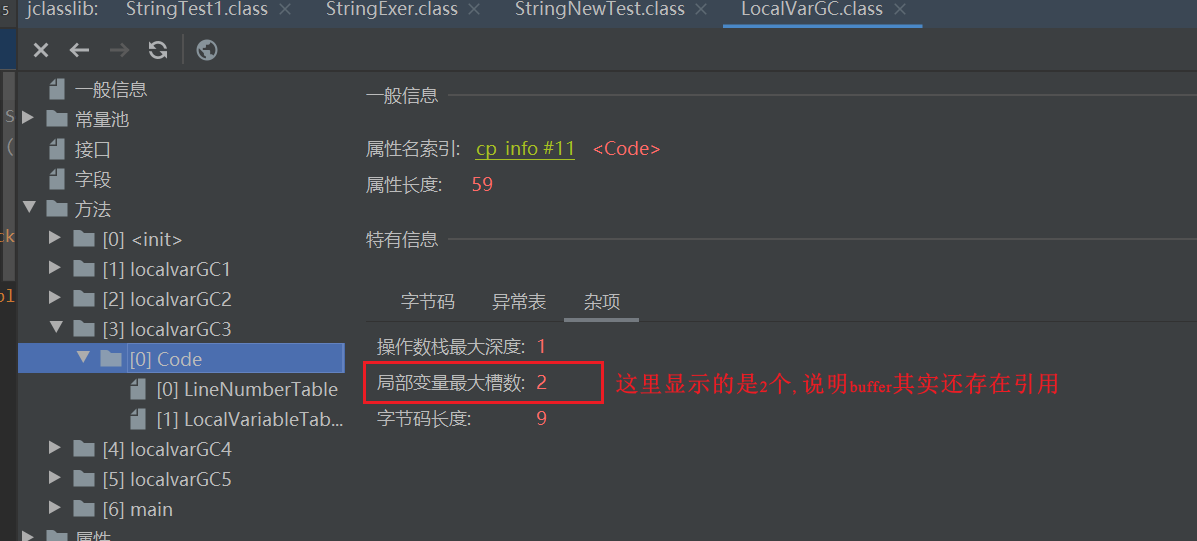 jclasslib: StringTest1.class StringExer.class StringNewTest.class LocalVarGC.class
5
一般信息
常量池
接口
字段
方法
[0] <init>
[1] localvarGC1
[2] localvarGC2
[3] localvarGC3
[0] Code
[0] LineNumberTable
[1] LocalVariableTab...
[4] localvarGC4
[5] localvarGC5
[6] main
属性
S
(
ck
ol
一般信息
属性名索引: cp_info #11 <Code>
属性长度: 59
特有信息
字节码 异常表 杂项
操作数栈最大深度: 1
局部变量最大槽数: 2
这里显示的是2个, 说明buffer其实还存在引用
字节码长度: 9